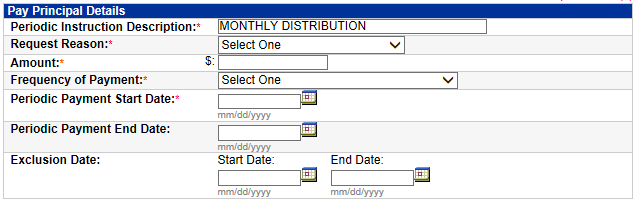 Pay Principal Details
Periodic Instruction Description:* MONTHLY DISTRIBUTION
Request Reason:* Select One
Amount:* $:
Frequency of Payment:* Select One
Periodic Payment Start Date:*
mm/dd/yyyy
Periodic Payment End Date:
mm/dd/yyyy
Exclusion Date: Start Date: End Date:
mm/dd/yyyy mm/dd/yyyy